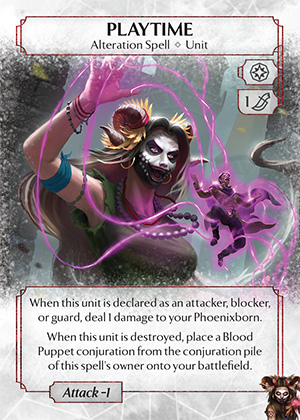 PLAYTIME
Alteration Spell ⋄ Unit
1
When this unit is declared as an attacker, blocker,
or guard, deal 1 damage to your Phoenixborn.
When this unit is destroyed, place a Blood
Puppet conjuration from the conjuration pile
of this spell's owner onto your battlefield.
Attack -1